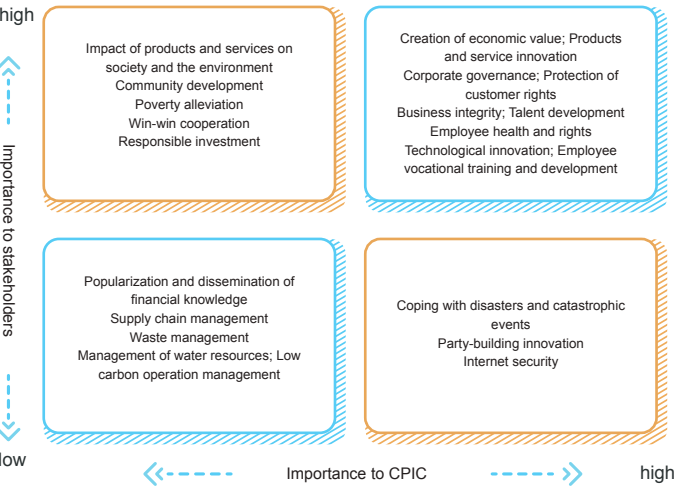 high
Impact of products and services on
society and the environment
Community development
Poverty alleviation
Win-win cooperation
Responsible investment
Creation of economic value; Products
and service innovation
Corporate governance; Protection of
customer rights
Business integrity; Talent development
Employee health and rights
Technological innovation; Employee
vocational training and development
Importance to stakeholders
Popularization and dissemination of
financial knowledge
Supply chain management
Waste management
Management of water resources; Low
carbon operation management
Coping with disasters and catastrophic
events
Party-building innovation
Internet security
low
Importance to CPIC
high